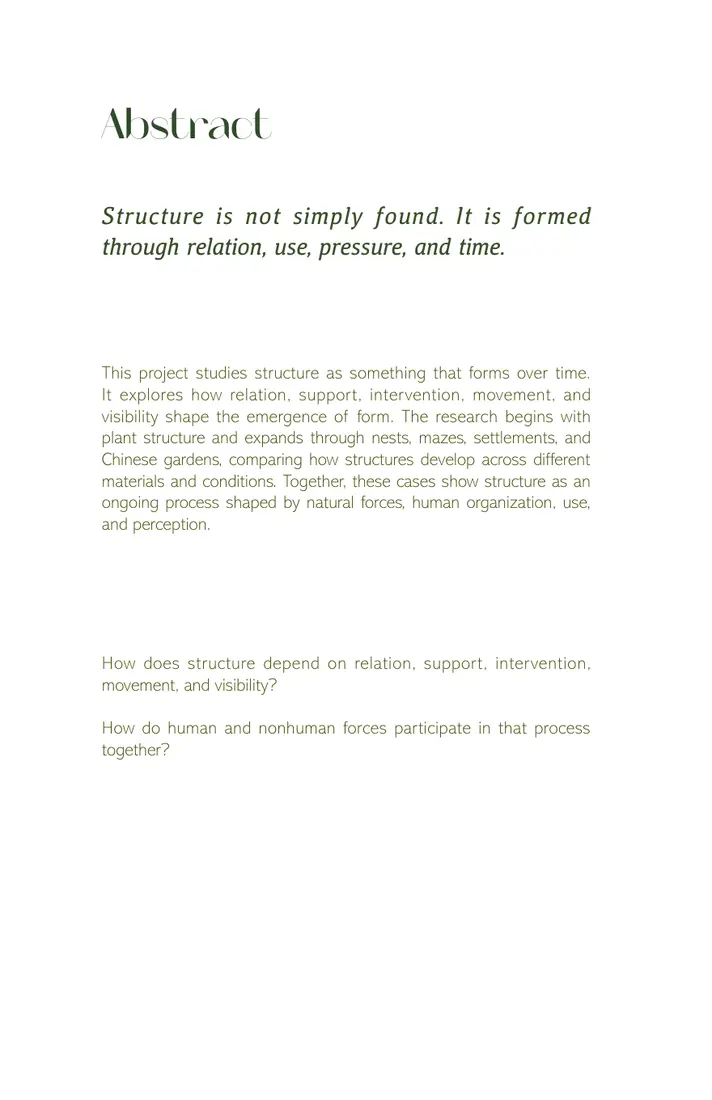 Abstract
Structure is not simply found. It is formed
through relation, use, pressure, and time.
This project studies structure as something that forms over time.
It explores how relation, support, intervention, movement, and
visibility shape the emergence of form. The research begins with
plant structure and expands through nests, mazes, settlements, and
Chinese gardens, comparing how structures develop across different
materials and conditions. Together, these cases show structure as an
ongoing process shaped by natural forces, human organization, use,
and perception.
How does structure depend on relation, support, intervention,
movement, and visibility?
How do human and nonhuman forces participate in that process
together?